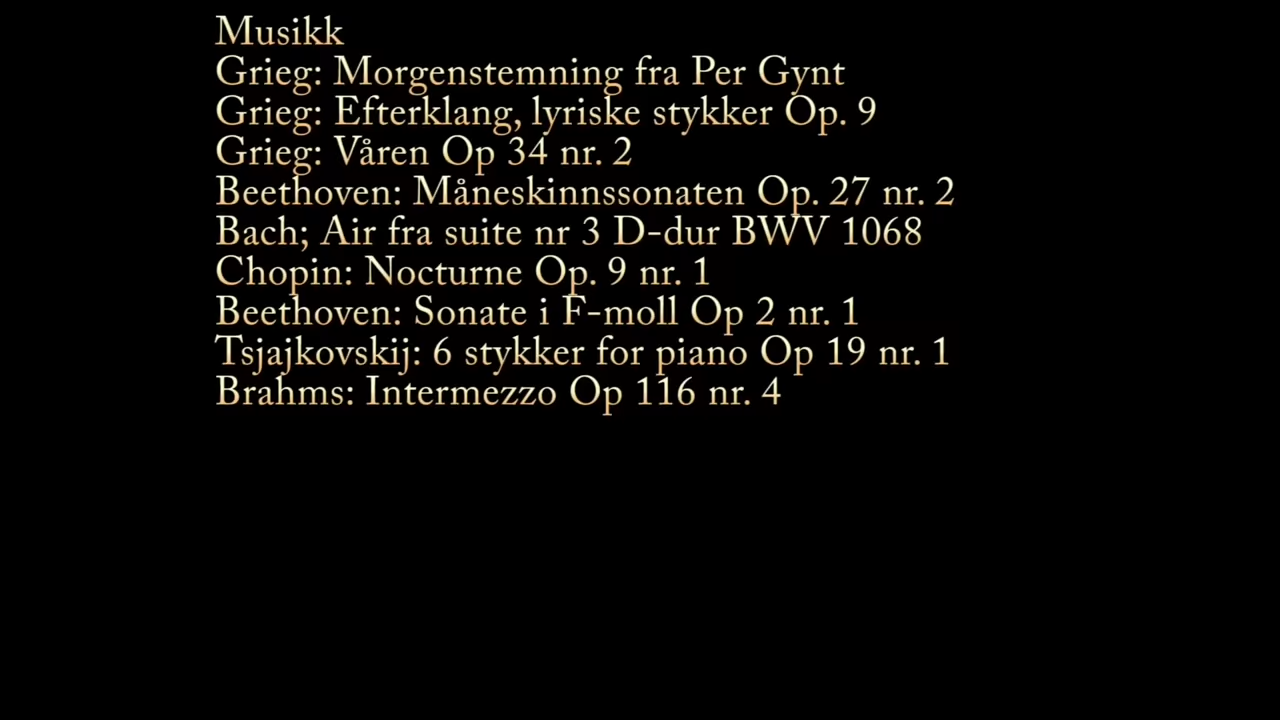 Musikk
Grieg: Morgenstemning fra Per Gynt
Grieg: Efterklang, lyriske stykker Op. 9
Grieg: Våren Op 34 nr. 2
Beethoven: Måneskinnssonaten Op. 27 nr. 2
Bach; Air fra suite nr 3 D-dur BWV 1068
Chopin: Nocturne Op. 9 nr. 1
Beethoven: Sonate i F-moll Op 2 nr. 1
Tsjajkovskij: 6 stykker for piano Op 19 nr. 1
Brahms: Intermezzo Op 116 nr. 4